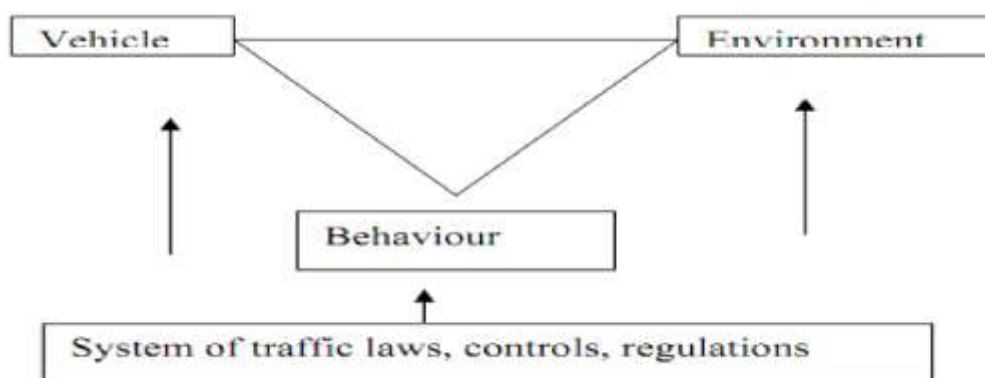 Vehicle
Environment
Behaviour
System of traffic laws, controls, regulations